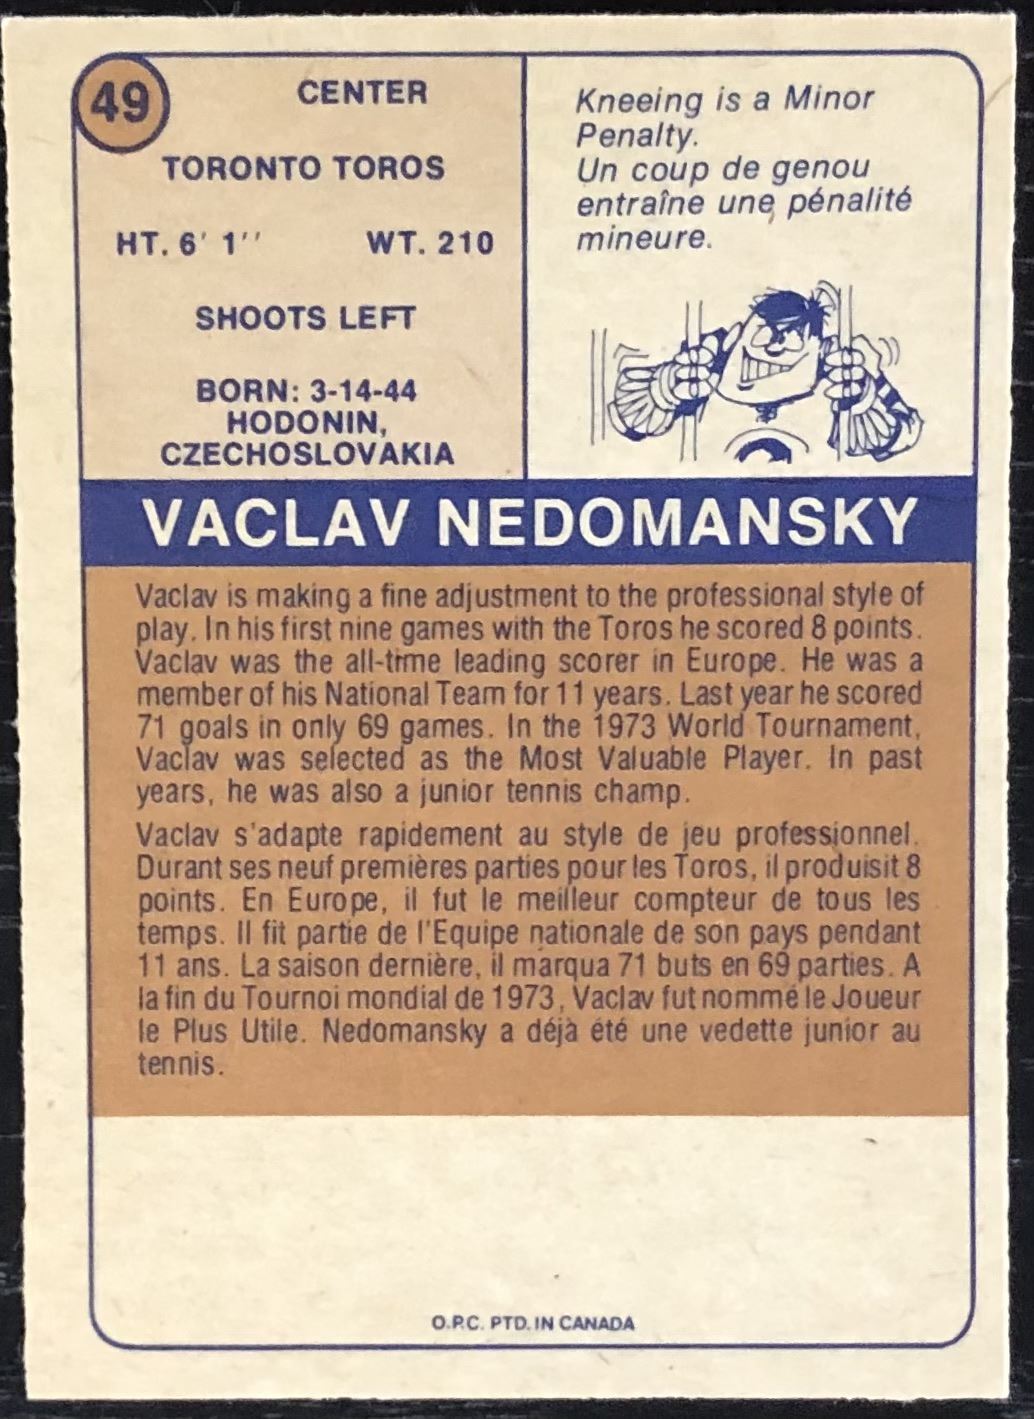 49
CENTER
TORONTO TOROS
HT. 6' 1'' WT. 210
SHOOTS LEFT
BORN: 3-14-44
HODONIN,
CZECHOSLOVAKIA
Kneeing is a Minor
Penalty.
Un coup de genou
entraîne une pénalité
mineure.
VACLAV NEDOMANSKY
Vaclav is making a fine adjustment to the professional style of
play. In his first nine games with the Toros he scored 8 points.
Vaclav was the all-time leading scorer in Europe. He was a
member of his National Team for 11 years. Last year he scored
71 goals in only 69 games. In the 1973 World Tournament,
Vaclav was selected as the Most Valuable Player. In past
years, he was also a junior tennis champ.
Vaclav s'adapte rapidement au style de jeu professionnel.
Durant ses neuf premières parties pour les Toros, il produisit 8
points. En Europe, il fut le meilleur compteur de tous les
temps. Il fit partie de l'Equipe nationale de son pays pendant
11 ans. La saison dernière, il marqua 71 buts en 69 parties. A
la fin du Tournoi mondial de 1973, Vaclav fut nommé le Joueur
le Plus Utile. Nedomansky a déjà été une vedette junior au
tennis.
O.P.C. PTD. IN CANADA